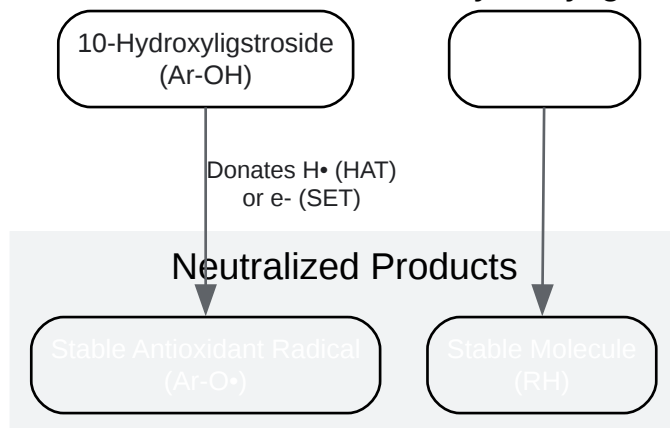 10-Hydroxyligstroside
(Ar-OH)
Donates H• (HAT)
or e- (SET)
Neutralized Products
Stable Antioxidant Radical
(Ar-O•)
Stable Molecule
(RH)